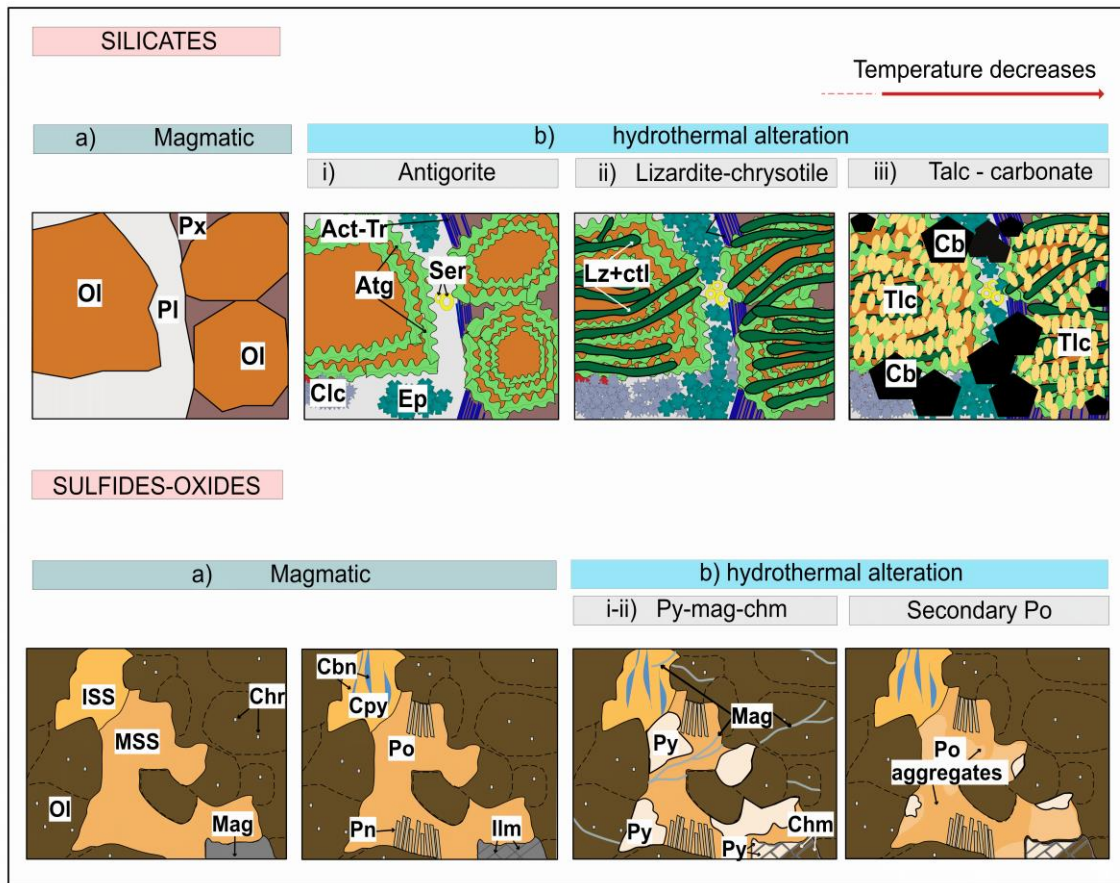 SILICATES
Temperature decreases
a) Magmatic
b) hydrothermal alteration
i) Antigorite
ii) Lizardite-chrysotile
iii) Talc - carbonate
Ol
Pl
Px
Ol
Act-Tr
Atg
Ser
Clc
Ep
Lz+ctl
Cb
Tlc
Tlc
Cb
SULFIDES-OXIDES
a) Magmatic
b) hydrothermal alteration
i-ii) Py-mag-chm
Secondary Po
ISS
Chr
MSS
Ol
Mag
Cbn
Cpy
Po
Pn
Ilm
Mag
Py
Py
Chm
Py
Po
aggregates